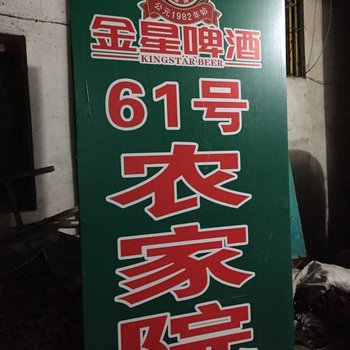 公元1982年始
金星啤酒
KINGSTAR·BEER
61号
农
家
院